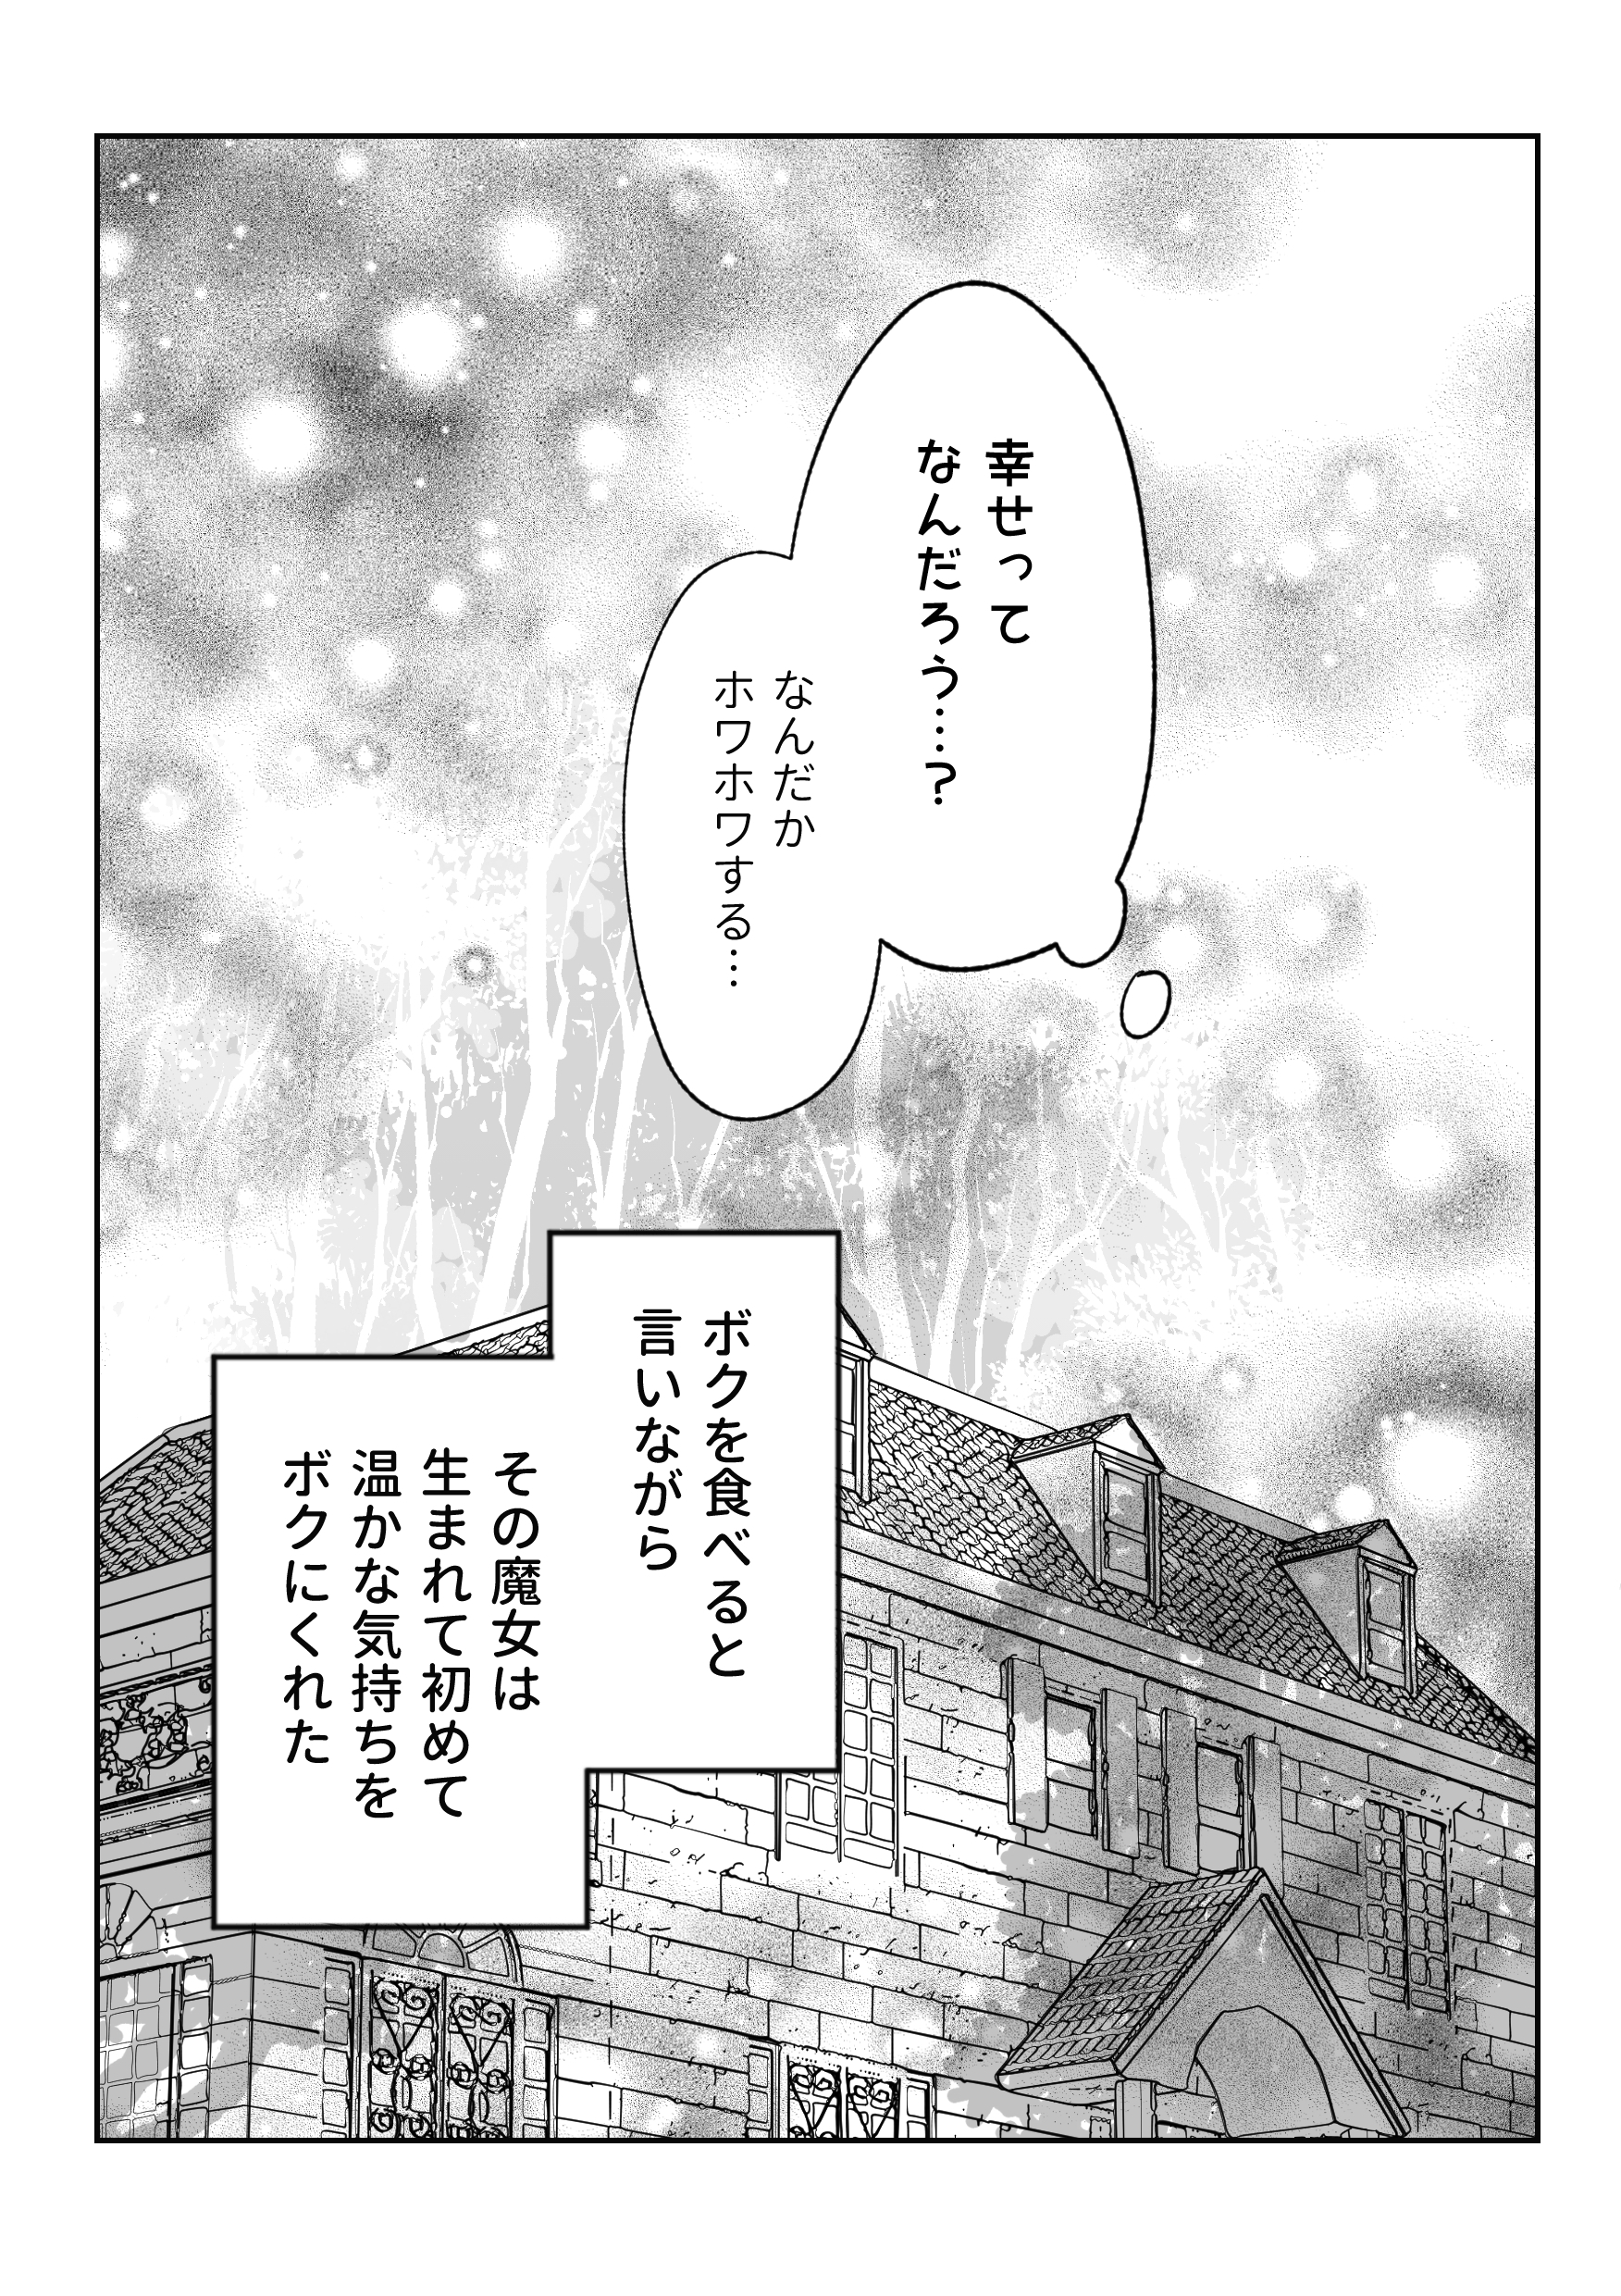 幸せって
なんだろう…?
なんだか
ホワホワする…
ボクを食べると
言いながら
その魔女は
生まれて初めて
温かな気持ちを
ボクにくれた